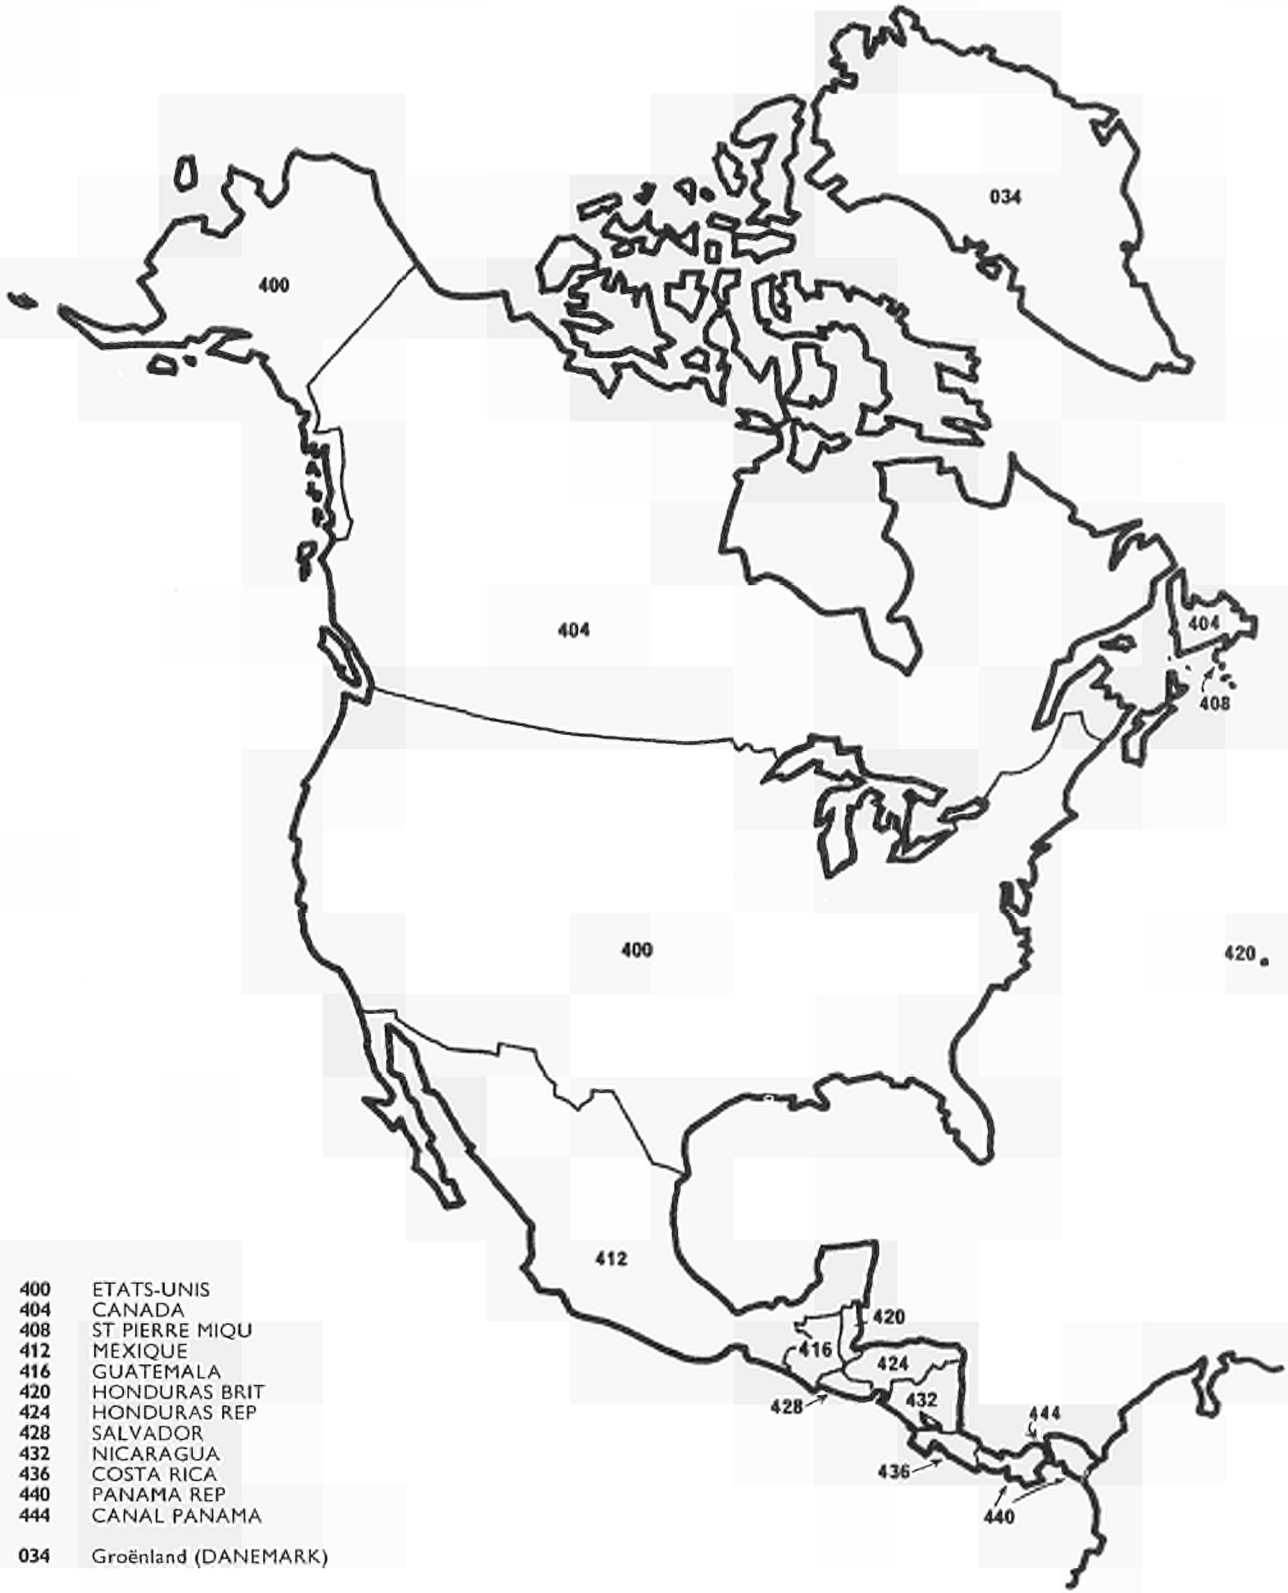 034
400
404
404
408
400
420
412
420
416
424
428
432
444
436
440
400 ETATS-UNIS
404 CANADA
408 ST PIERRE MIQU
412 MEXIQUE
416 GUATEMALA
420 HONDURAS BRIT
424 HONDURAS REP
428 SALVADOR
432 NICARAGUA
436 COSTA RICA
440 PANAMA REP
444 CANAL PANAMA
034 Groënland (DANEMARK)